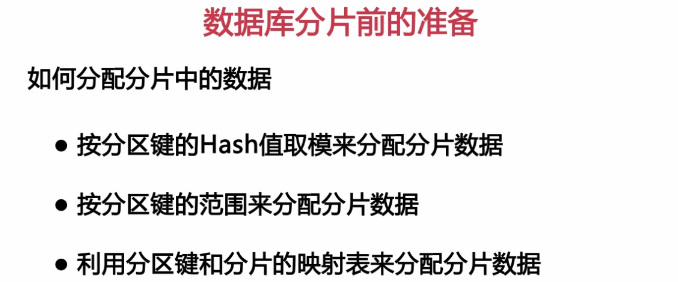 数据库分片前的准备
如何分配分片中的数据
● 按分区键的Hash值取模来分配分片数据
● 按分区键的范围来分配分片数据
● 利用分区键和分片的映射表来分配分片数据